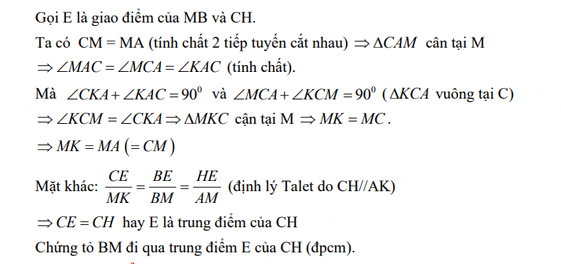 Gọi E là giao điểm của MB và CH.
Ta có CM = MA (tính chất 2 tiếp tuyến cắt nhau) ⇒ ΔCAM cân tại M
⇒ ∠MAC = ∠MCA = ∠KAC (tính chất).
Mà ∠CKA + ∠KAC = 90⁰ và ∠MCA + ∠KCM = 90⁰ ( ΔKCA vuông tại C)
⇒ ∠KCM = ∠CKA ⇒ ΔMKC cận tại M ⇒ MK = MC .
⇒ MK = MA (= CM )
Mặt khác: CE/MK = BE/BM = HE/AM (định lý Talet do CH//AK)
⇒ CE = CH hay E là trung điểm của CH
Chứng tỏ BM đi qua trung điểm E của CH (đpcm).